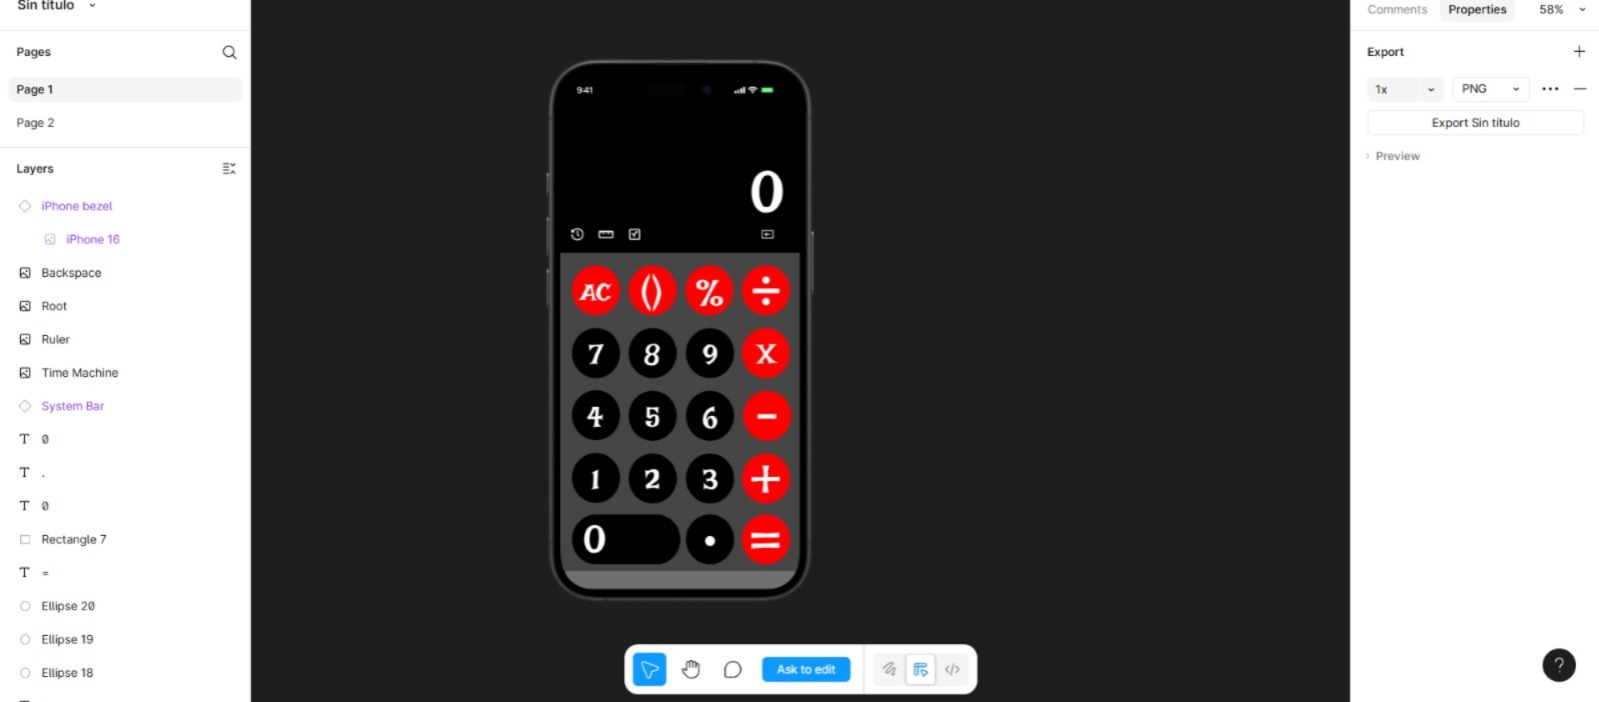 Sin título
Pages
Page 1
Page 2
Layers
iPhone bezel
iPhone 16
Backspace
Root
Ruler
Time Machine
System Bar
0
.
0
Rectangle 7
=
Ellipse 20
Ellipse 19
Ellipse 18
9:41
0
AC () % ÷
7 8 9 X
4 5 6 -
1 2 3 +
0 . =
Ask to edit
</>
Comments Properties 58%
Export
1x PNG
Export Sin título
Preview
?